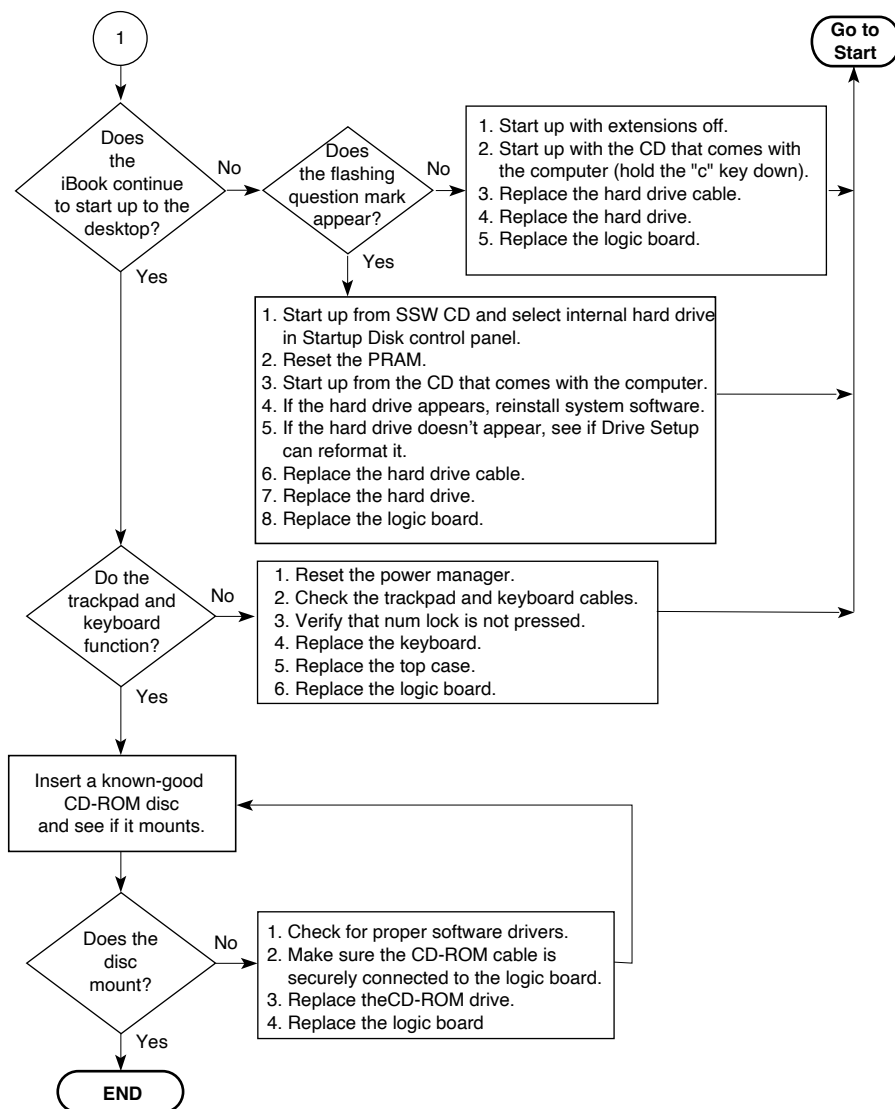 1
Go to
Start
Does
the
iBook continue
to start up to the
desktop?
No
Does
the flashing
question mark
appear?
No
1. Start up with extensions off.
2. Start up with the CD that comes with
the computer (hold the "c" key down).
3. Replace the hard drive cable.
4. Replace the hard drive.
5. Replace the logic board.
Yes
Yes
1. Start up from SSW CD and select internal hard drive
in Startup Disk control panel.
2. Reset the PRAM.
3. Start up from the CD that comes with the computer.
4. If the hard drive appears, reinstall system software.
5. If the hard drive doesn't appear, see if Drive Setup
can reformat it.
6. Replace the hard drive cable.
7. Replace the hard drive.
8. Replace the logic board.
Do the
trackpad and
keyboard
function?
No
1. Reset the power manager.
2. Check the trackpad and keyboard cables.
3. Verify that num lock is not pressed.
4. Replace the keyboard.
5. Replace the top case.
6. Replace the logic board.
Yes
Insert a known-good
CD-ROM disc
and see if it mounts.
Does the
disc
mount?
No
1. Check for proper software drivers.
2. Make sure the CD-ROM cable is
securely connected to the logic board.
3. Replace theCD-ROM drive.
4. Replace the logic board
Yes
END